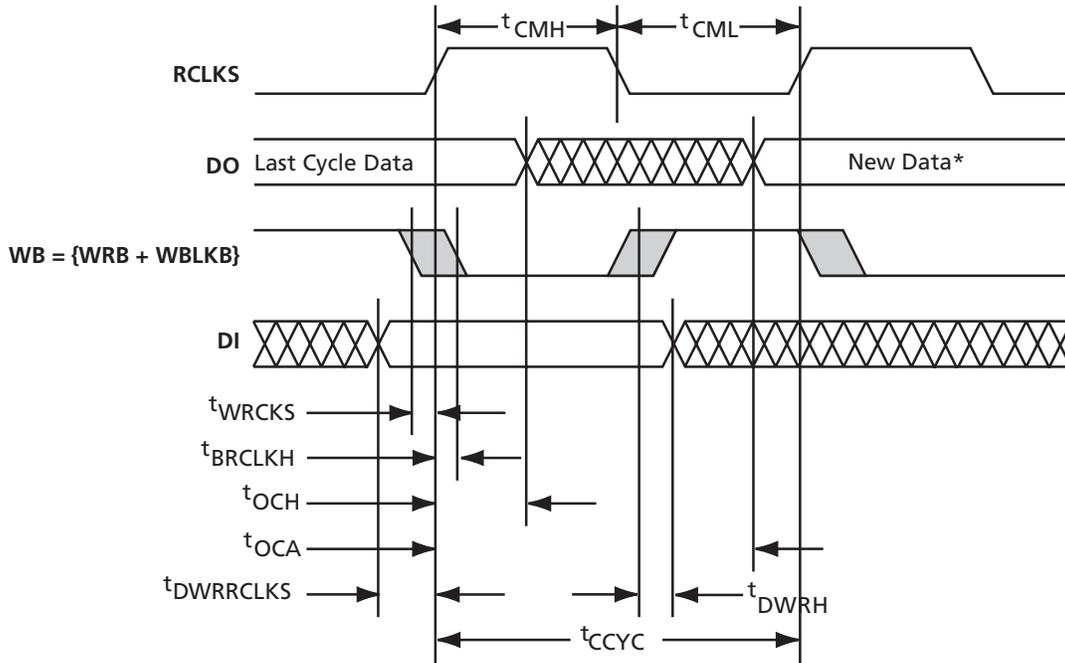 tCMH tCML
RCLKS
DO Last Cycle Data New Data*
WB = {WRB + WBLKB}
DI
tWRCKS
tBRCLKH
tOCH
tOCA
tDWRRCLKS tDWRH
tCCYC